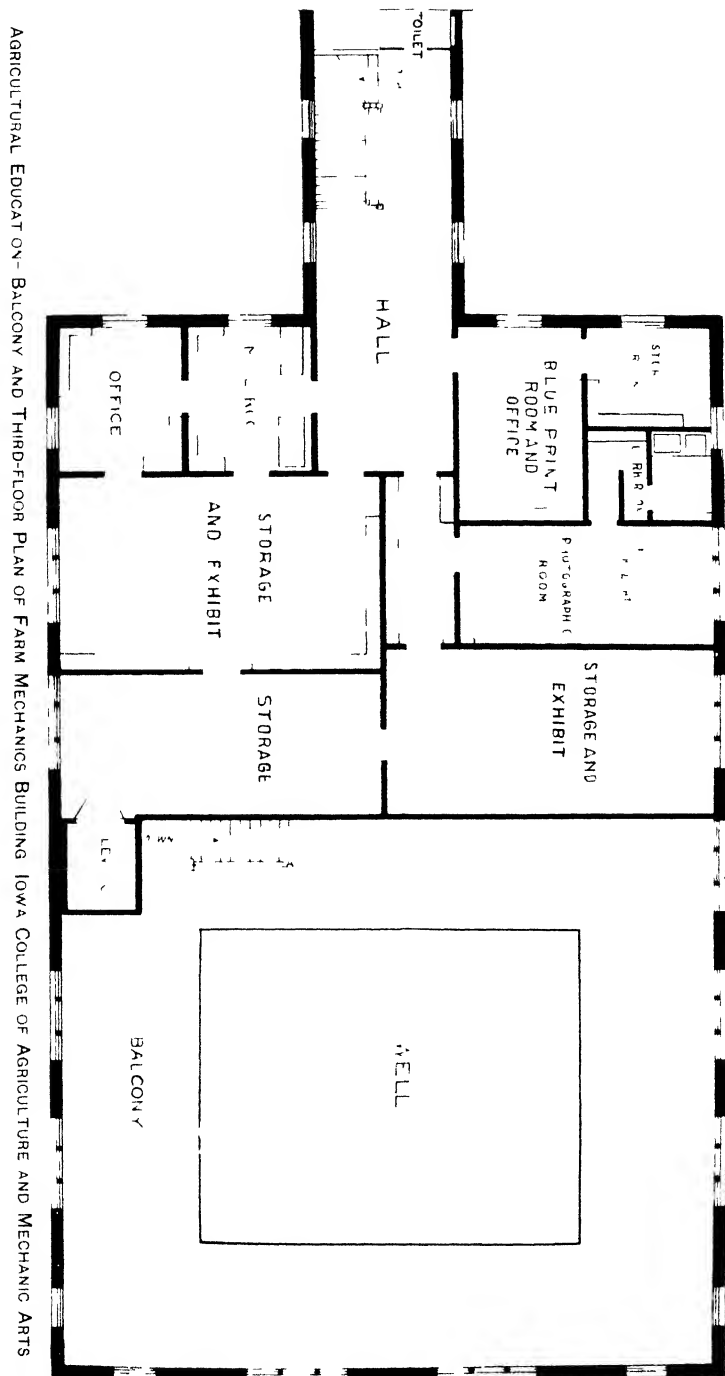 TOILET
HALL
OFFICE
BLUE PRINT
ROOM AND
OFFICE
STORAGE
AND EXHIBIT
PHOTOGRAPHIC
ROOM
STORAGE AND
EXHIBIT
STORAGE
WELL
BALCONY
AGRICULTURAL EDUCATION- BALCONY AND THIRD-FLOOR PLAN OF FARM MECHANICS BUILDING IOWA COLLEGE OF AGRICULTURE AND MECHANIC ARTS